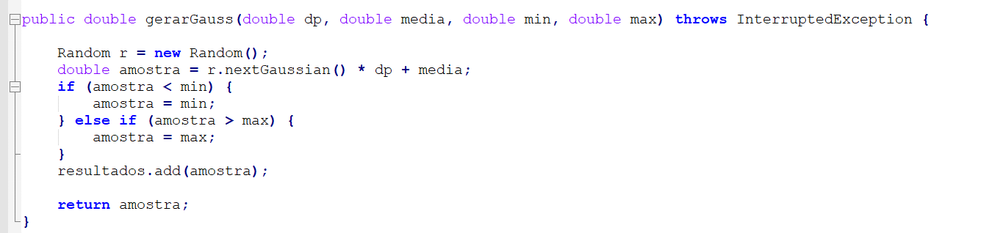 public double gerarGauss(double dp, double media, double min, double max) throws InterruptedException {
Random r = new Random();
double amostra = r.nextGaussian() * dp + media;
if (amostra < min) {
amostra = min;
} else if (amostra > max) {
amostra = max;
}
resultados.add(amostra);
return amostra;
}